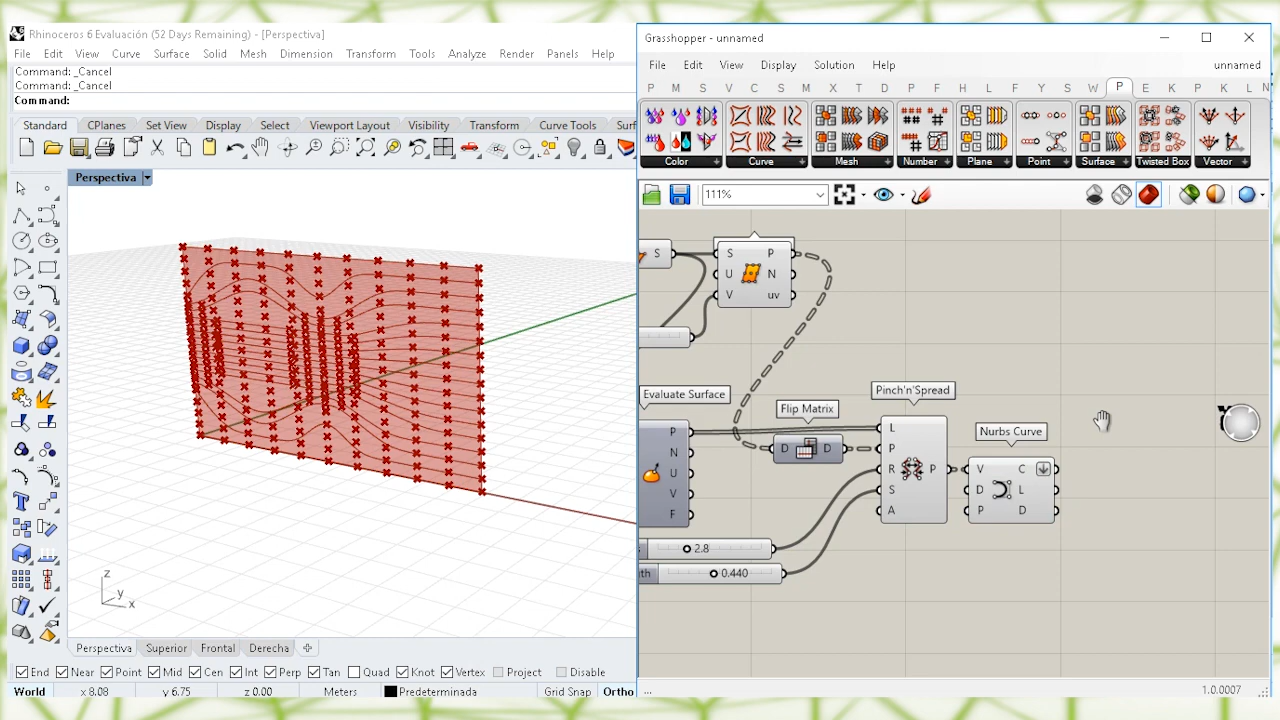 Rhinoceros 6 Evaluación (52 Days Remaining) - [Perspectiva]
File Edit View Curve Surface Solid Mesh Dimension Transform Tools Analyze Render Panels Help
Command: _Cancel
Command: _Cancel
Command:
Standard CPlanes Set View Display Select Viewport Layout Visibility Transform Curve Tools Surf
Perspectiva
z
y
x
Perspectiva Superior Frontal Derecha
End Near Point Mid Cen Int Perp Tan Quad Knot Vertex Project Disable
World x 8.08 y 6.75 z 0.00 Meters Predeterminada Grid Snap Ortho
Grasshopper - unnamed
File Edit View Display Solution Help unnamed
P M S V C S M I X T D P F H L F Y S W P E K P K L N
Color Curve Mesh Number Plane Point Surface Twisted Box Vector
111%
S
S P
U N
V uv
Evaluate Surface
P
N
U
V
F
Flip Matrix
D D
Pinch'n'Spread
L
P
R P
S
A
Nurbs Curve
V C
D L
P D
s 2.8
th 0.440
... 1.0.0007